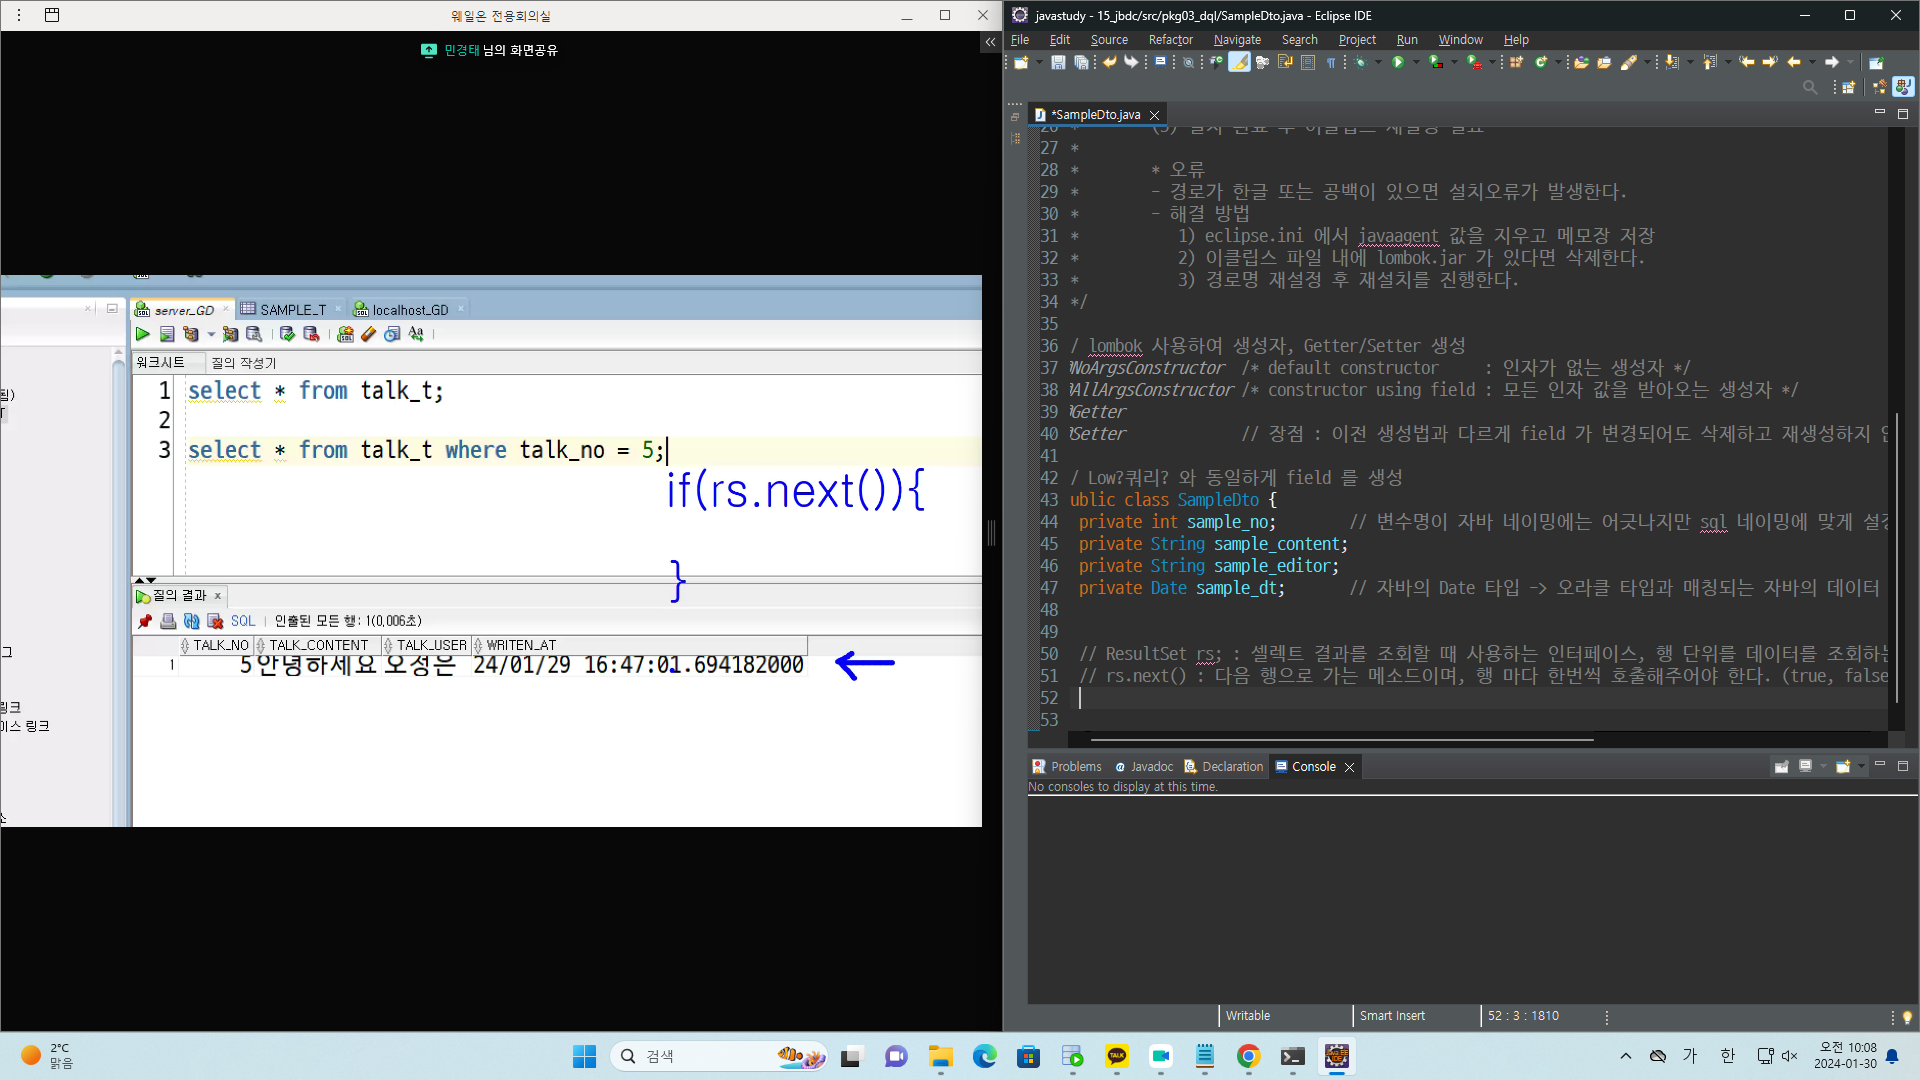 웨일온 전용회의실
민경태 님의 화면공유
server_GD
SAMPLE_T
localhost_GD
워크시트
질의 작성기
1 select * from talk_t;
2
3 select * from talk_t where talk_no = 5;
if(rs.next()){
}
질의 결과
SQL
인출된 모든 행: 1(0,006초)
TALK_NO TALK_CONTENT TALK_USER WRITEN_AT
1 5 안녕하세요 오정은 24/01/29 16:47:01.694182000
링크
이스 링크
javastudy - 15_jbdc/src/pkg03_dql/SampleDto.java - Eclipse IDE
File Edit Source Refactor Navigate Search Project Run Window Help
*SampleDto.java
27 *
28 * * 오류
29 * - 경로가 한글 또는 공백이 있으면 설치오류가 발생한다.
30 * - 해결 방법
31 * 1) eclipse.ini 에서 javaagent 값을 지우고 메모장 저장
32 * 2) 이클립스 파일 내에 lombok.jar 가 있다면 삭제한다.
33 * 3) 경로명 재설정 후 재설치를 진행한다.
34 */
35
36 / lombok 사용하여 생성자, Getter/Setter 생성
37 NoArgsConstructor /* default constructor : 인자가 없는 생성자 */
38 AllArgsConstructor /* constructor using field : 모든 인자 값을 받아오는 생성자 */
39 Getter
40 Setter // 장점 : 이전 생성법과 다르게 field 가 변경되어도 삭제하고 재생성하지
41
42 / Low?쿼리? 와 동일하게 field 를 생성
43 ublic class SampleDto {
44 private int sample_no; // 변수명이 자바 네이밍에는 어긋나지만 sql 네이밍에 맞게 설정
45 private String sample_content;
46 private String sample_editor;
47 private Date sample_dt; // 자바의 Date 타입 -> 오라클 타입과 매칭되는 자바의 데이터
48
49
50 // ResultSet rs; : 셀렉트 결과를 조회할 때 사용하는 인터페이스, 행 단위를 데이터를 조회하는
51 // rs.next() : 다음 행으로 가는 메소드이며, 행 마다 한번씩 호출해주어야 한다. (true, false
52
53
Problems Javadoc Declaration Console
No consoles to display at this time.
Writable Smart Insert 52 : 3 : 1810
2°C
맑음
검색
가 한
오전 10:08
2024-01-30